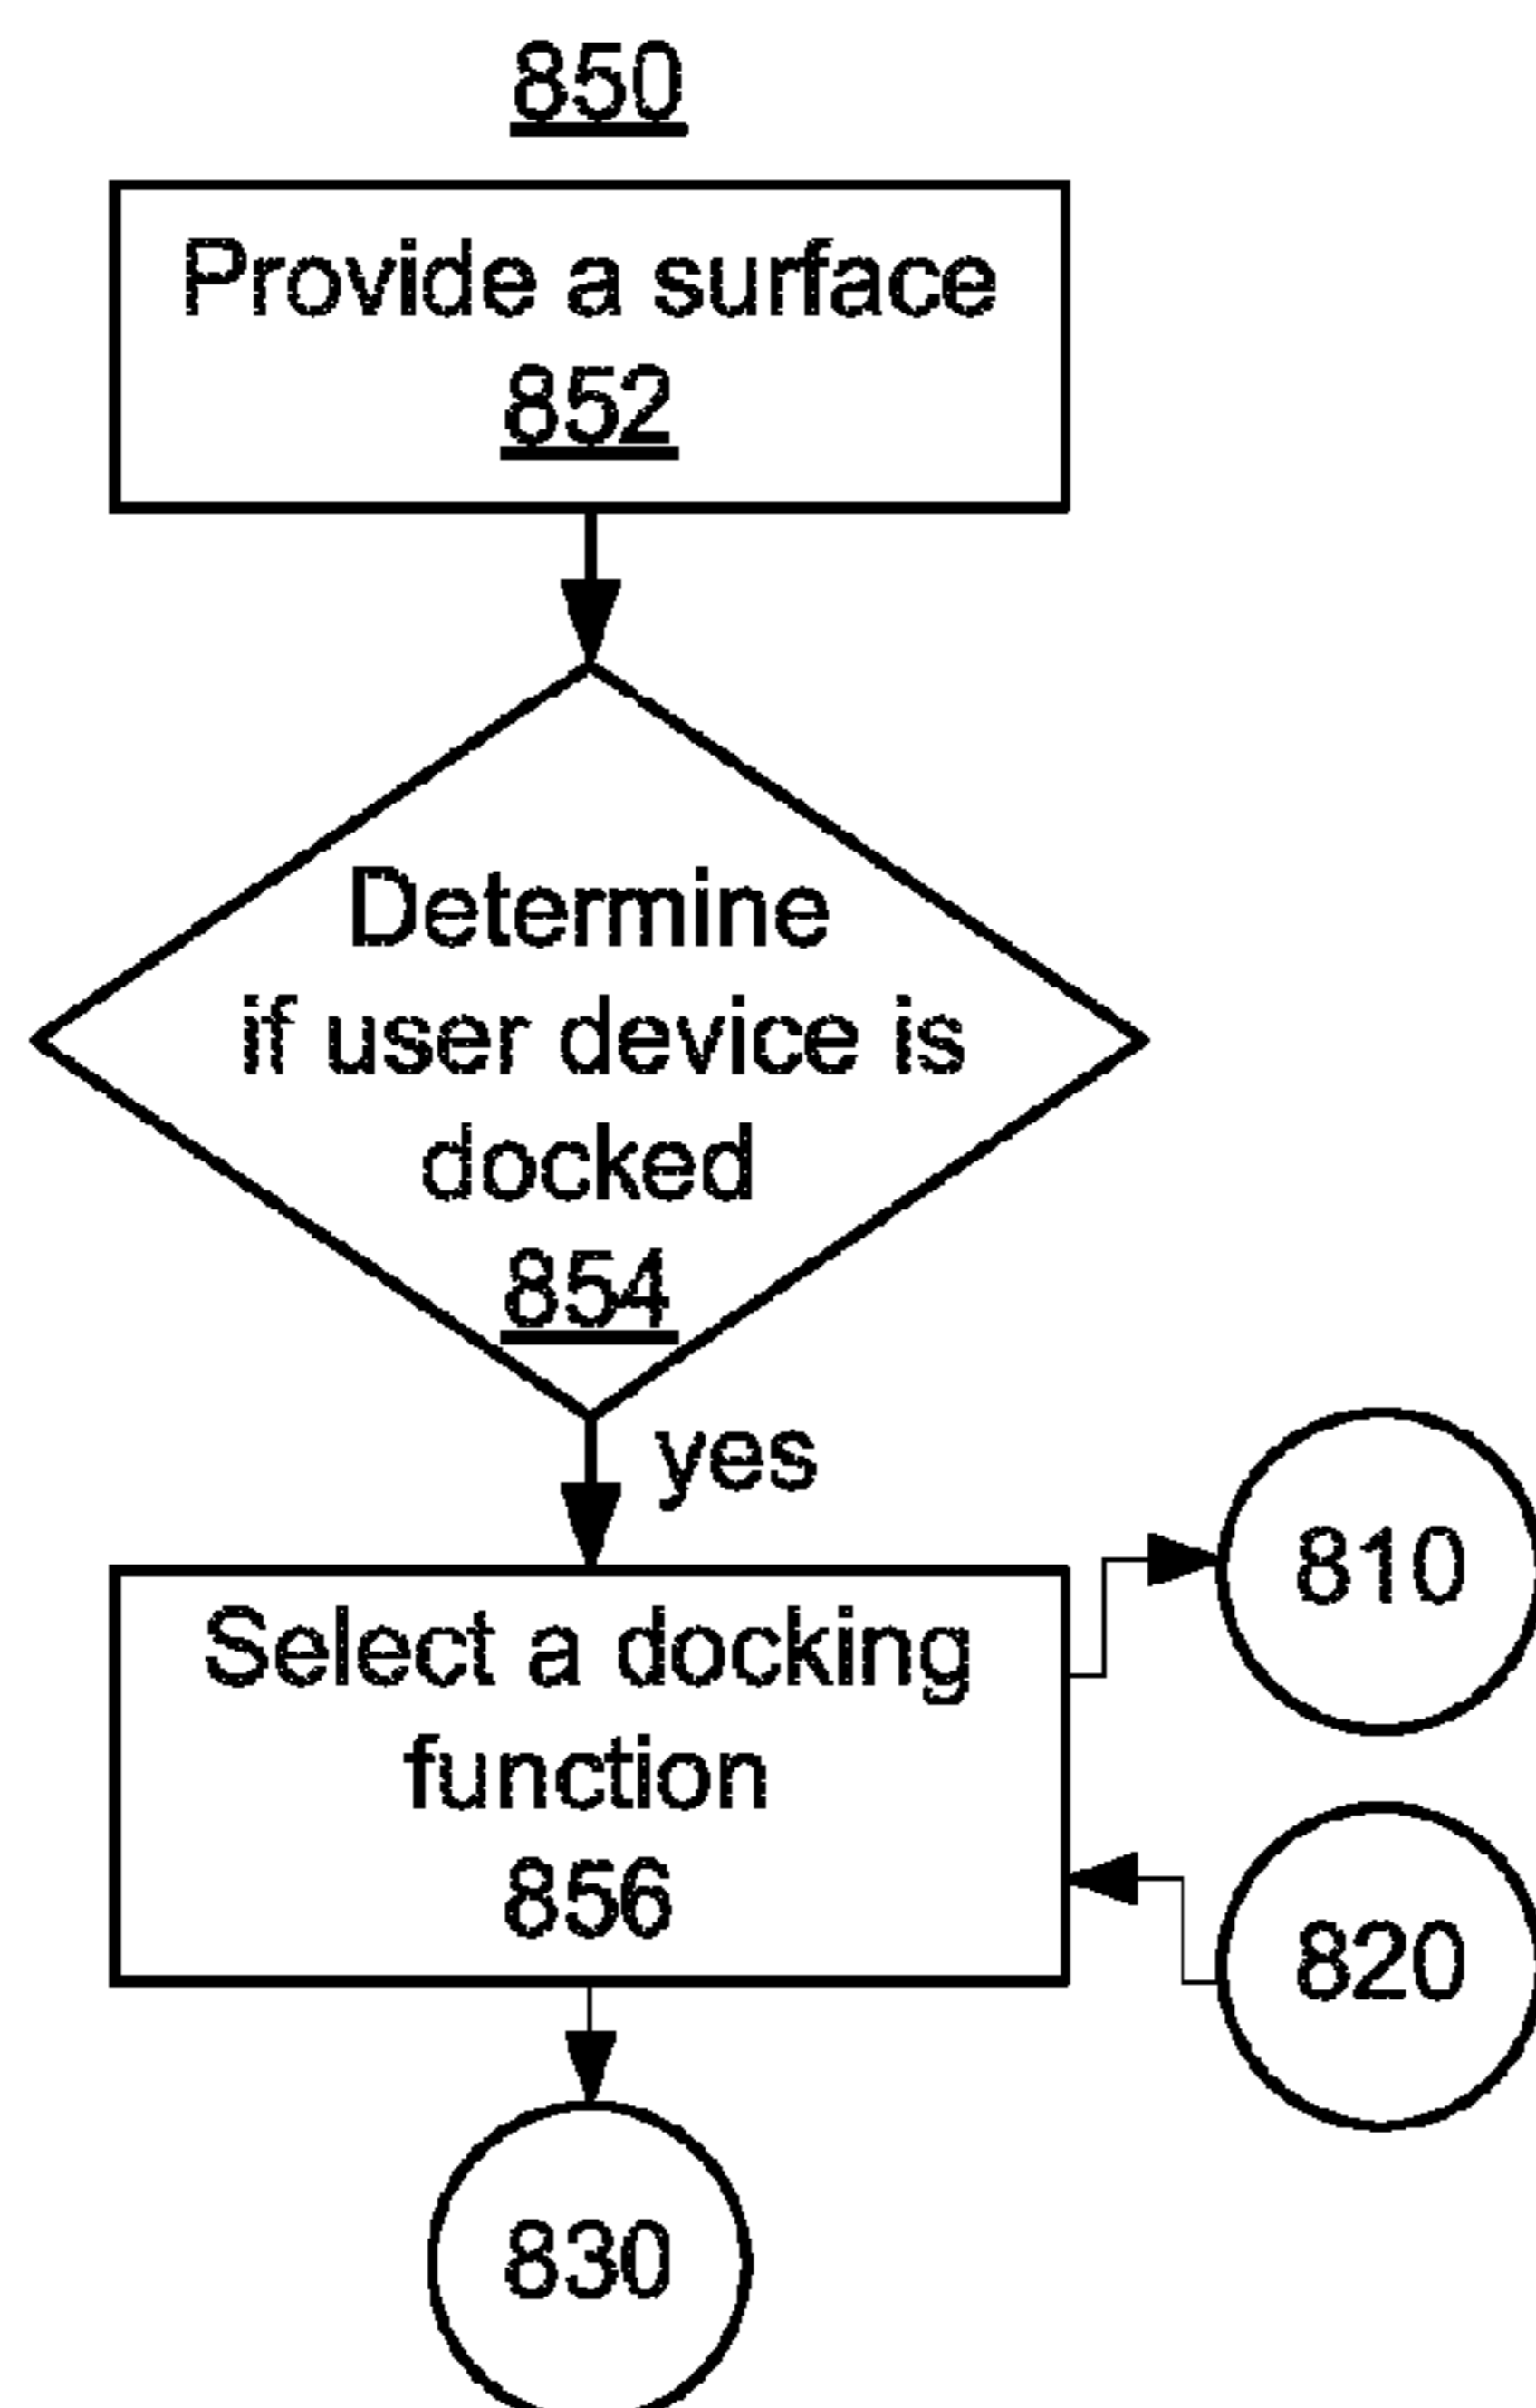 850
Provide a surface
852
Determine
if user device is
docked
854
yes
Select a docking
function
856
810
820
830